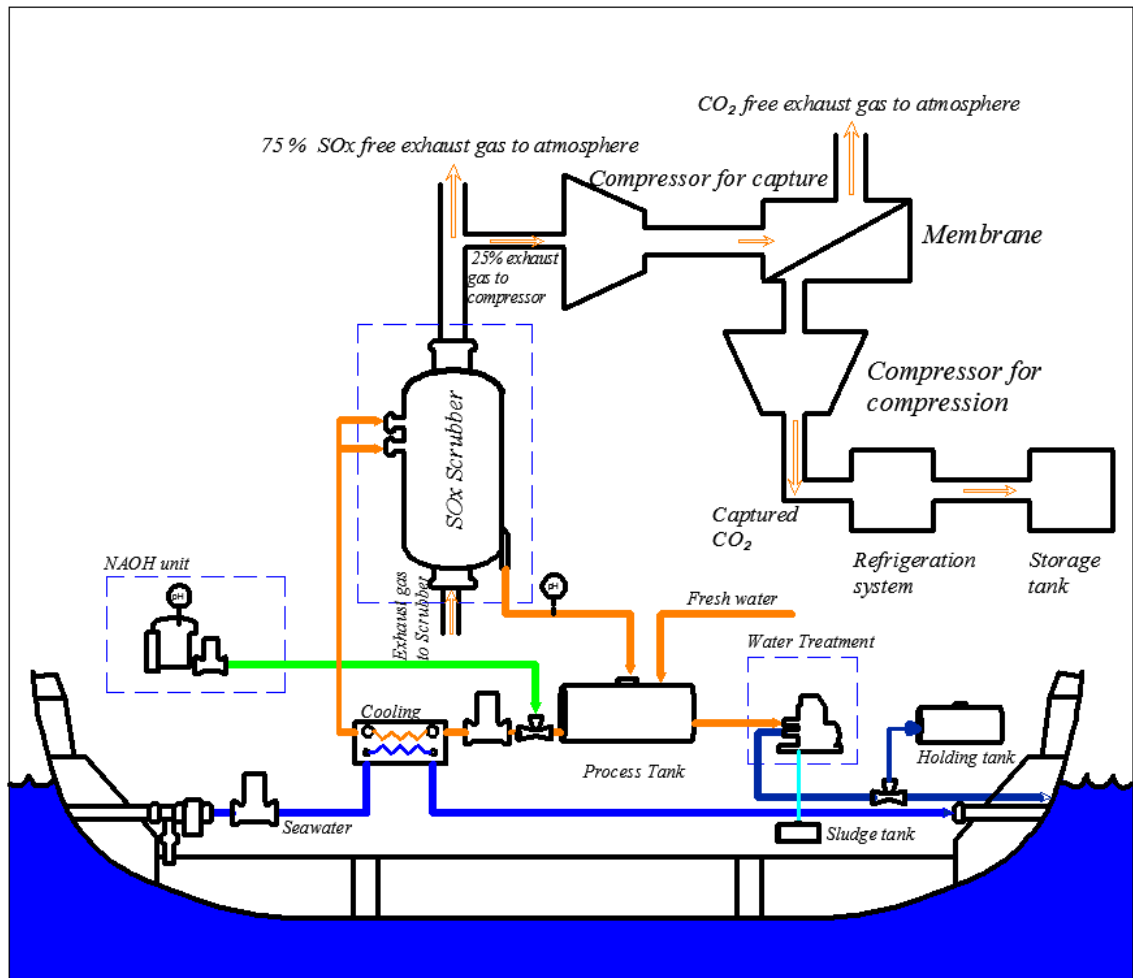 CO₂ free exhaust gas to atmosphere
75 % SOx free exhaust gas to atmosphere
Compressor for capture
Membrane
25% exhaust
gas to
compressor
SOx Scrubber
Compressor for
compression
Captured
CO₂
Refrigeration
system
Storage
tank
NAOH unit
pH
pH
Exhaust gas
to Scrubber
Fresh water
Water Treatment
Cooling
Process Tank
Holding tank
Seawater
Sludge tank